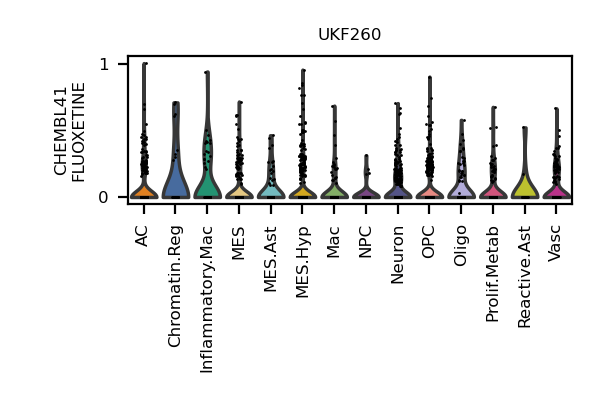 UKF260
CHEMBL41
FLUOXETINE
1
0
AC
Chromatin.Reg
Inflammatory.Mac
MES
MES.Ast
MES.Hyp
Mac
NPC
Neuron
OPC
Oligo
Prolif.Metab
Reactive.Ast
Vasc